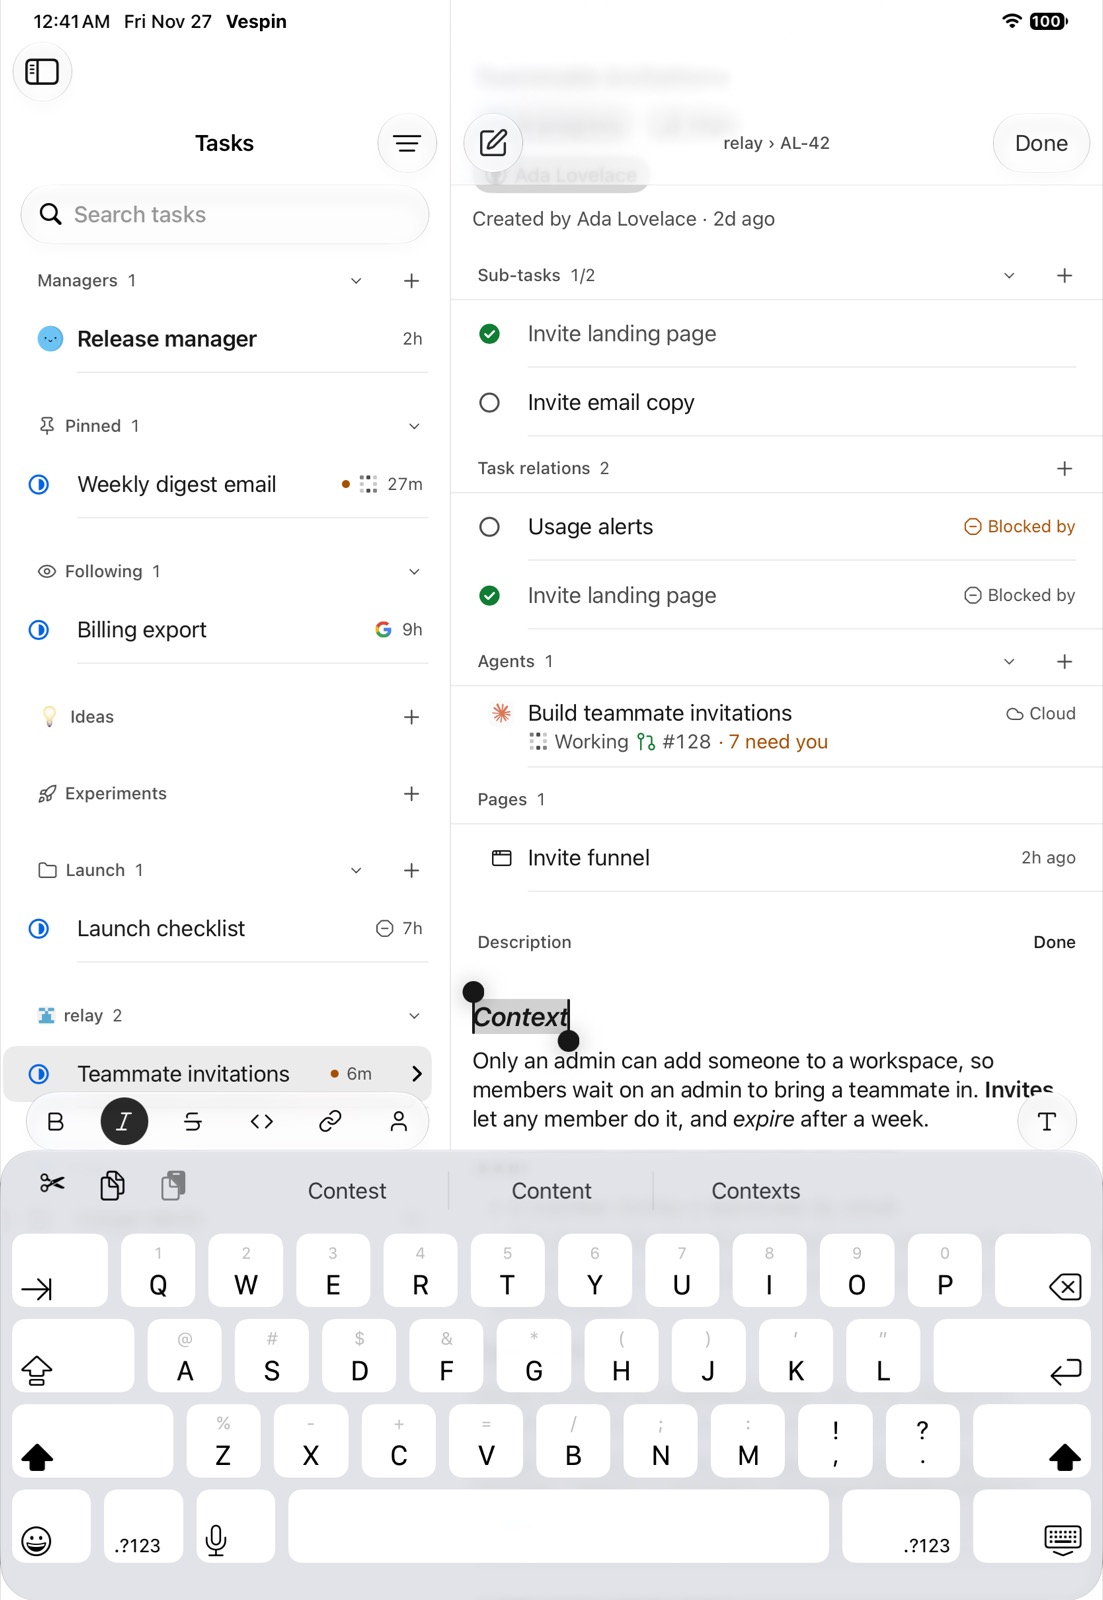 12:41 AM Fri Nov 27 Vespin
100
Tasks
relay › AL-42
Done
Ada Lovelace
Search tasks
Created by Ada Lovelace · 2d ago
Managers 1
Release manager 2h
Pinned 1
Weekly digest email 27m
Following 1
Billing export 9h
Ideas
Experiments
Launch 1
Launch checklist 7h
relay 2
Teammate invitations 6m
Sub-tasks 1/2
Invite landing page
Invite email copy
Task relations 2
Usage alerts Blocked by
Invite landing page Blocked by
Agents 1
Build teammate invitations Cloud
Working #128 · 7 need you
Pages 1
Invite funnel 2h ago
Description Done
Context
Only an admin can add someone to a workspace, so
members wait on an admin to bring a teammate in. Invites
let any member do it, and expire after a week.
B I S <> T
Contest Content Contexts
1 2 3 4 5 6 7 8 9 0
Q W E R T Y U I O P
@ # $ & * ( ) ' "
A S D F G H J K L
% - + = / ; : ! ?
Z X C V B N M , .
.?123 .?123